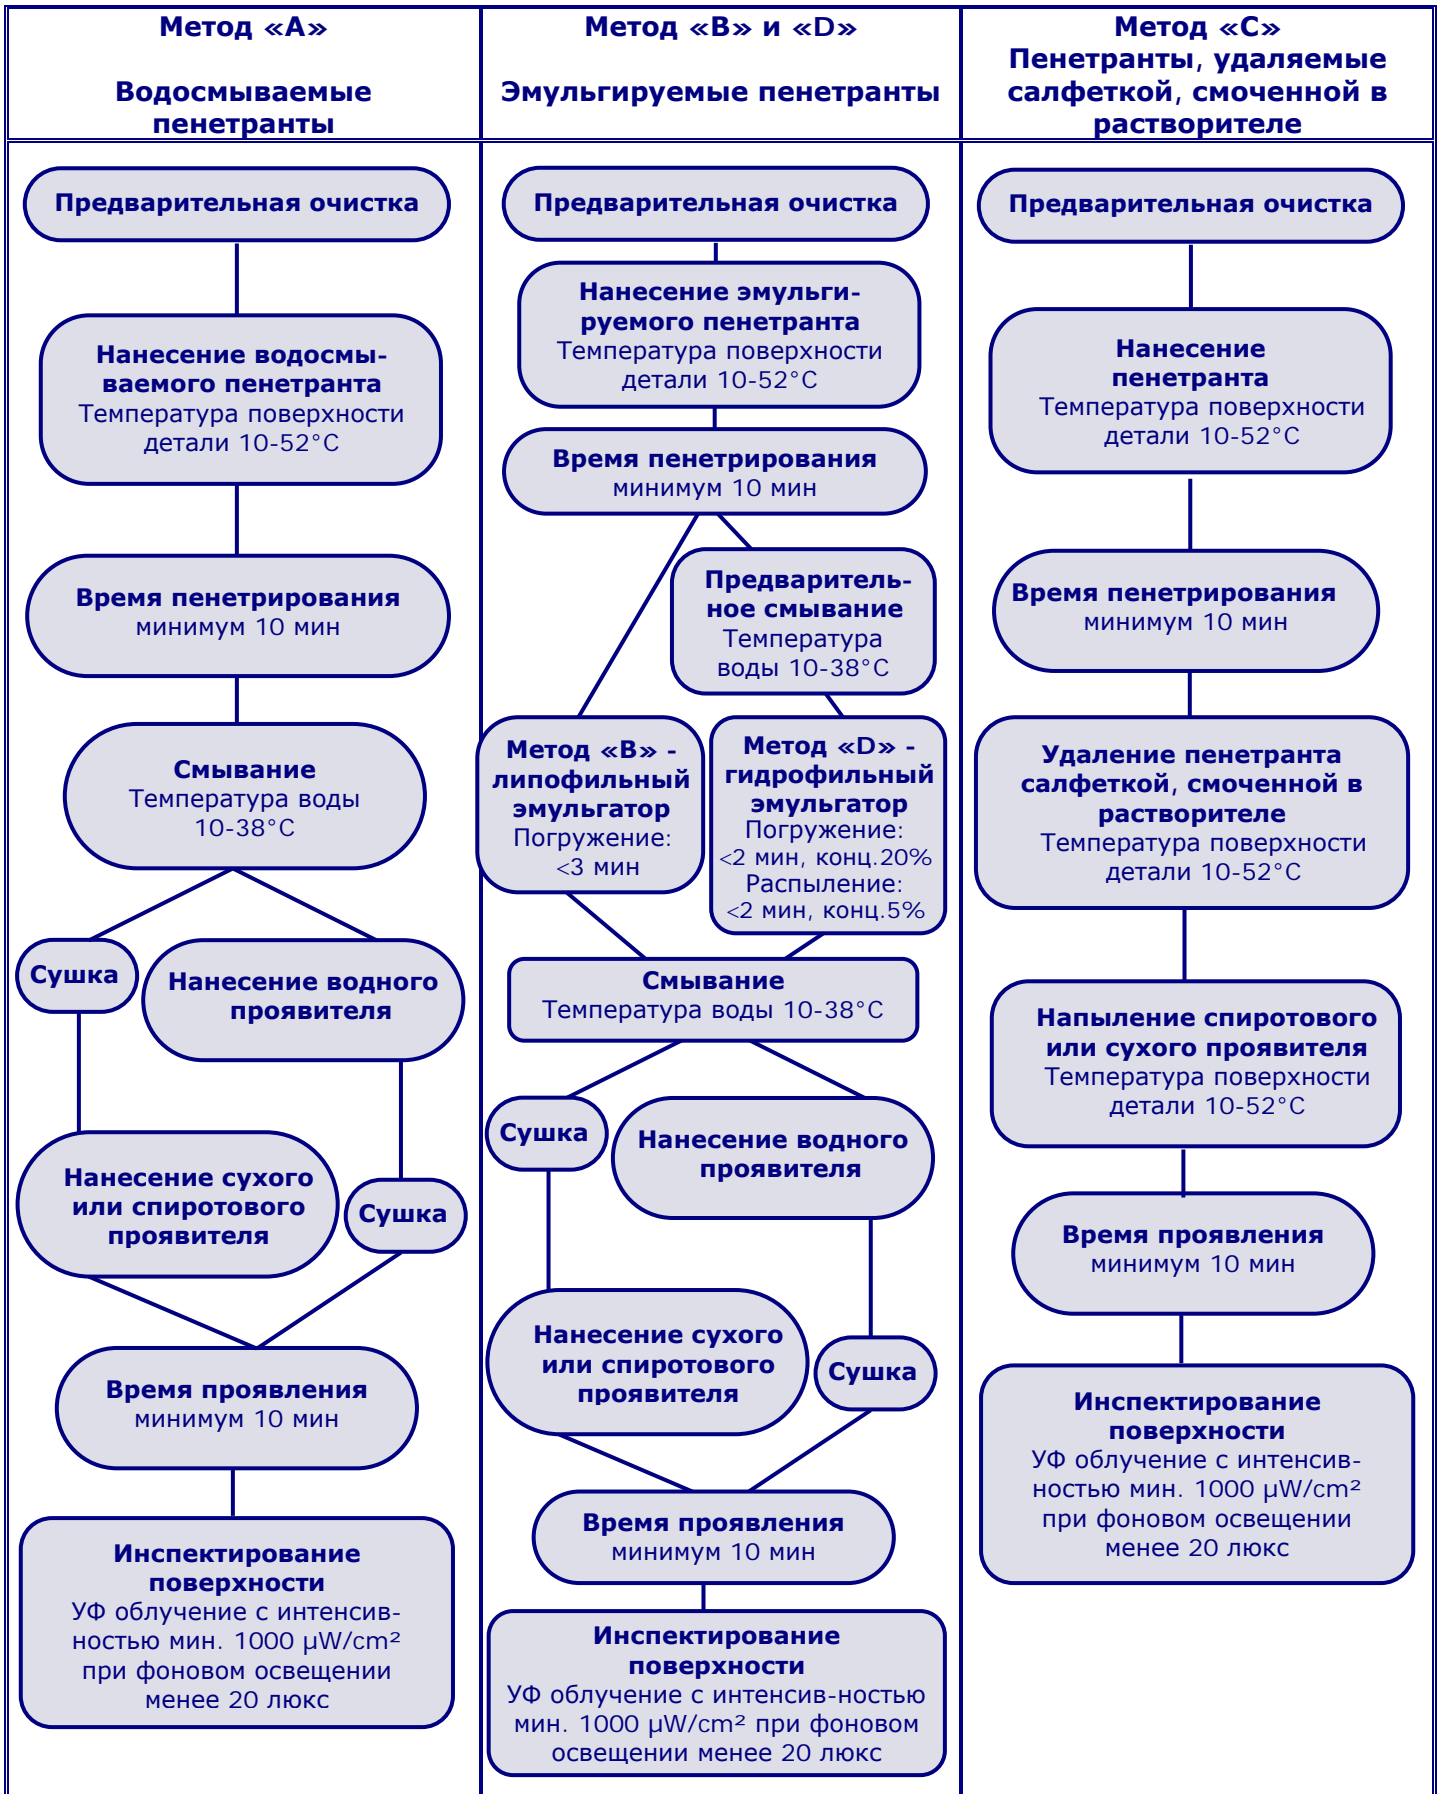 Метод «А»
Водосмываемые
пенетранты
Метод «В» и «D»
Эмульгируемые пенетранты
Метод «С»
Пенетранты, удаляемые
салфеткой, смоченной в
растворителе
Предварительная очистка
Нанесение водосмы-
ваемого пенетранта
Температура поверхности
детали 10-52°C
Время пенетрирования
минимум 10 мин
Смывание
Температура воды
10-38°C
Сушка
Нанесение водного
проявителя
Нанесение сухого
или спиротового
проявителя
Сушка
Время проявления
минимум 10 мин
Инспектирование
поверхности
УФ облучение с интенсив-
ностью мин. 1000 µW/cm²
при фоновом освещении
менее 20 люкс
Предварительная очистка
Нанесение эмульги-
руемого пенетранта
Температура поверхности
детали 10-52°C
Время пенетрирования
минимум 10 мин
Предваритель-
ное смывание
Температура
воды 10-38°C
Метод «В» -
липофильный
эмульгатор
Погружение:
<3 мин
Метод «D» -
гидрофильный
эмульгатор
Погружение:
<2 мин, конц.20%
Распыление:
<2 мин, конц.5%
Смывание
Температура воды 10-38°C
Сушка
Нанесение водного
проявителя
Нанесение сухого
или спиротового
проявителя
Сушка
Время проявления
минимум 10 мин
Инспектирование
поверхности
УФ облучение с интенсив-ностью
мин. 1000 µW/cm² при фоновом
освещении менее 20 люкс
Предварительная очистка
Нанесение
пенетранта
Температура поверхности
детали 10-52°C
Время пенетрирования
минимум 10 мин
Удаление пенетранта
салфеткой, смоченной в
растворителе
Температура поверхности
детали 10-52°C
Напыление спиротового
или сухого проявителя
Температура поверхности
детали 10-52°C
Время проявления
минимум 10 мин
Инспектирование
поверхности
УФ облучение с интенсив-
ностью мин. 1000 µW/cm²
при фоновом освещении
менее 20 люкс